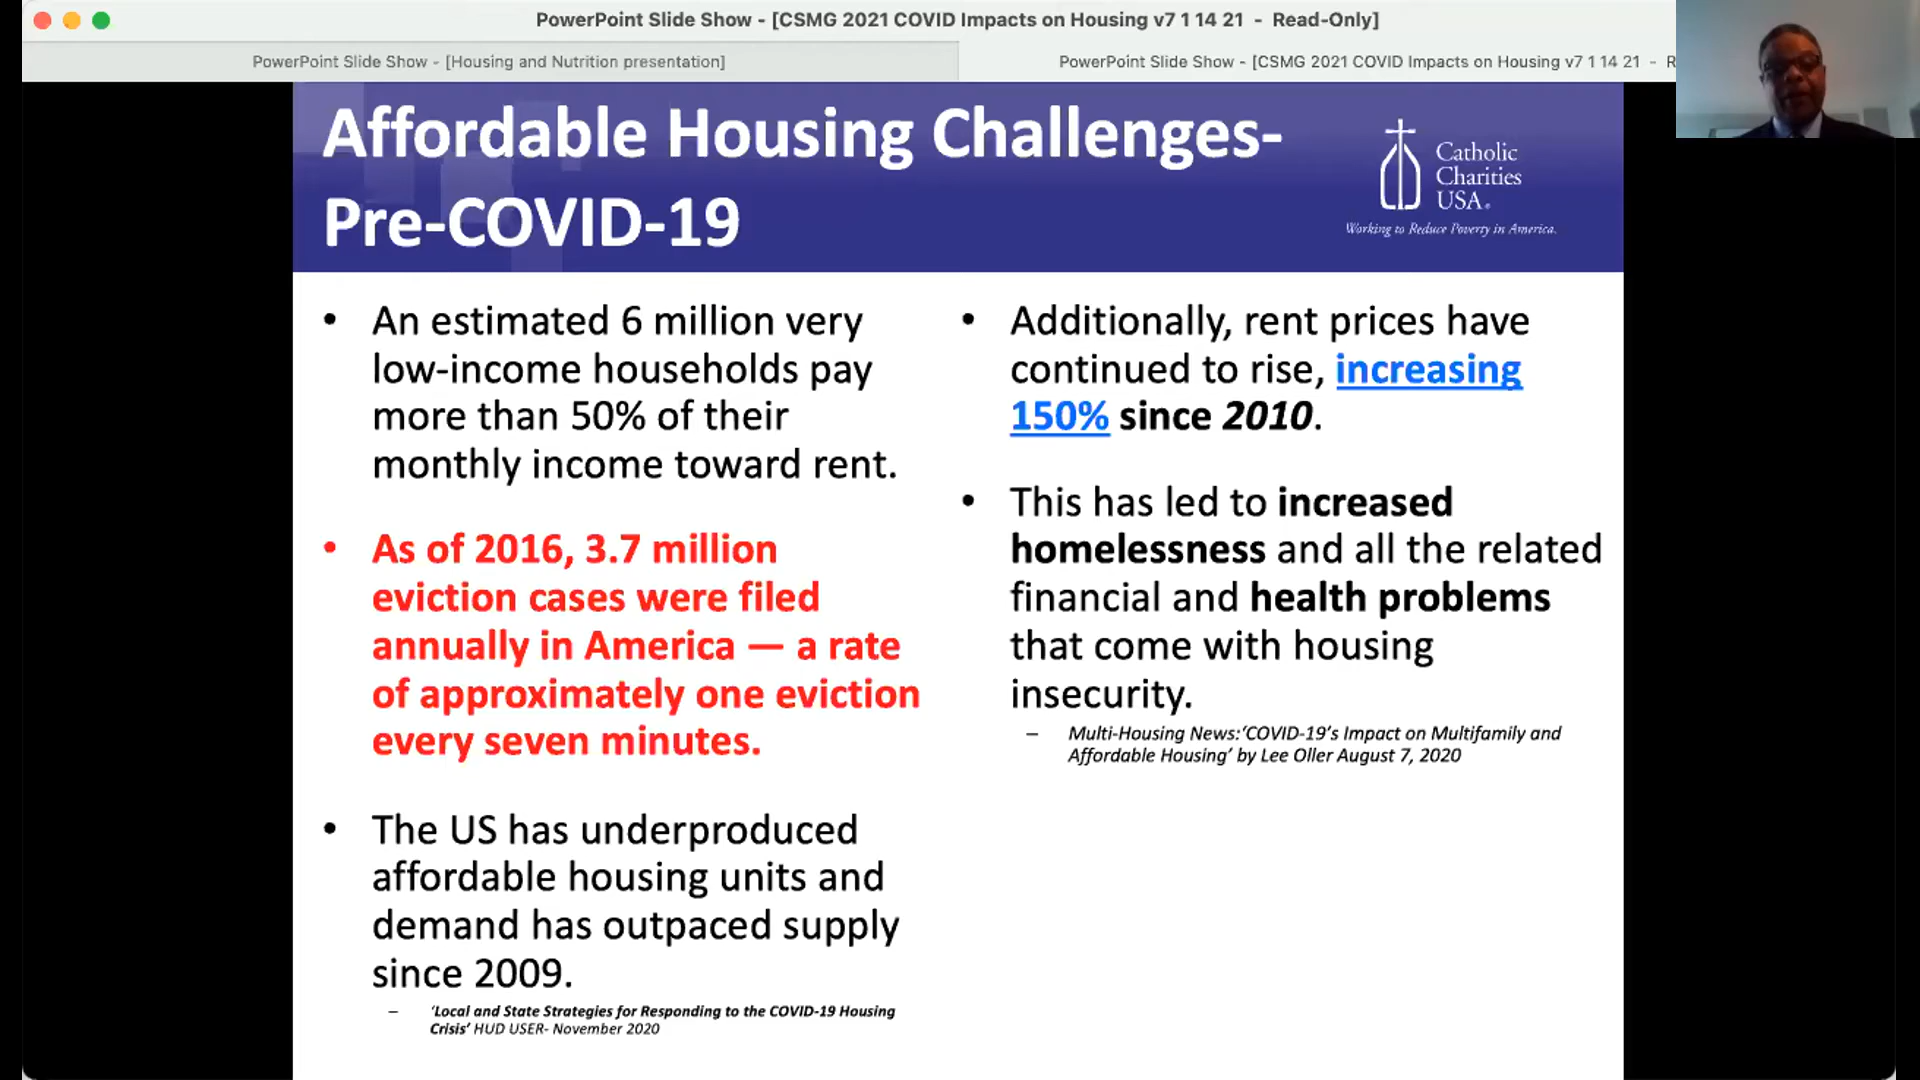 PowerPoint Slide Show - [CSMG 2021 COVID Impacts on Housing v7 1 14 21 - Read-Only]
PowerPoint Slide Show - [Housing and Nutrition presentation]
PowerPoint Slide Show - [CSMG 2021 COVID Impacts on Housing v7 1 14 21 - R
Affordable Housing Challenges-
Pre-COVID-19
Catholic
Charities
USA®
Working to Reduce Poverty in America.
• An estimated 6 million very
low-income households pay
more than 50% of their
monthly income toward rent.
• As of 2016, 3.7 million
eviction cases were filed
annually in America — a rate
of approximately one eviction
every seven minutes.
• The US has underproduced
affordable housing units and
demand has outpaced supply
since 2009.
– ‘Local and State Strategies for Responding to the COVID-19 Housing
Crisis’ HUD USER- November 2020
• Additionally, rent prices have
continued to rise, increasing
150% since 2010.
• This has led to increased
homelessness and all the related
financial and health problems
that come with housing
insecurity.
– Multi-Housing News:‘COVID-19’s Impact on Multifamily and
Affordable Housing’ by Lee Oller August 7, 2020